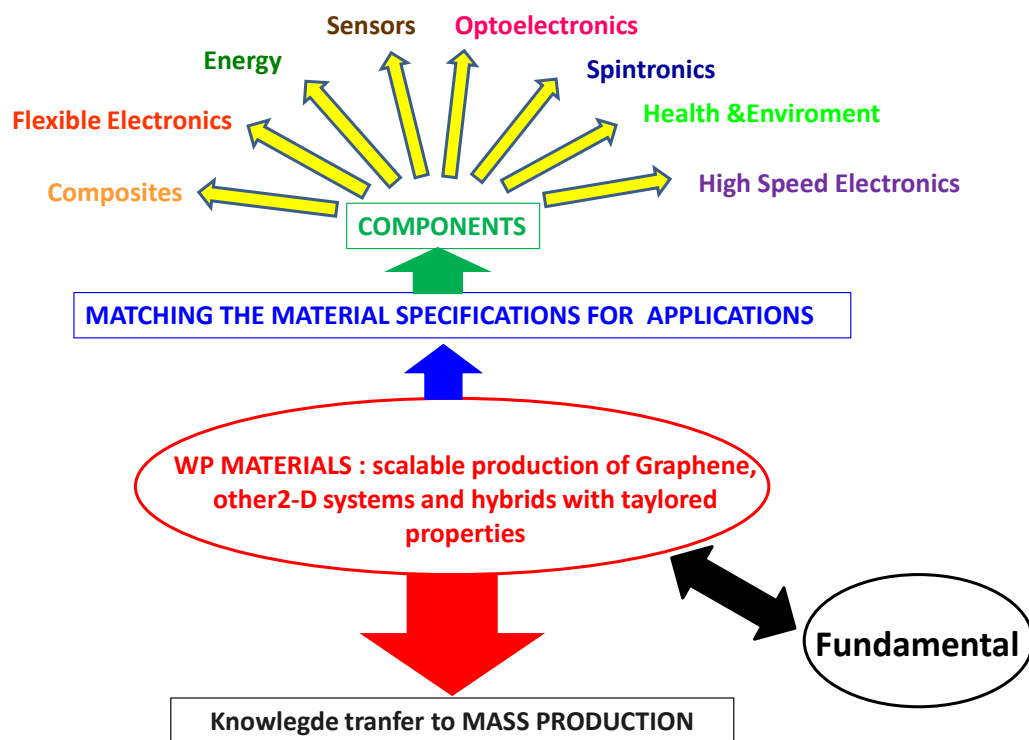 Sensors
Optoelectronics
Energy
Spintronics
Flexible Electronics
Health &Enviroment
Composites
High Speed Electronics
COMPONENTS
MATCHING THE MATERIAL SPECIFICATIONS FOR  APPLICATIONS
WP MATERIALS : scalable production of Graphene,
other2-D systems and hybrids with taylored
properties
Fundamental
Knowlegde tranfer to MASS PRODUCTION